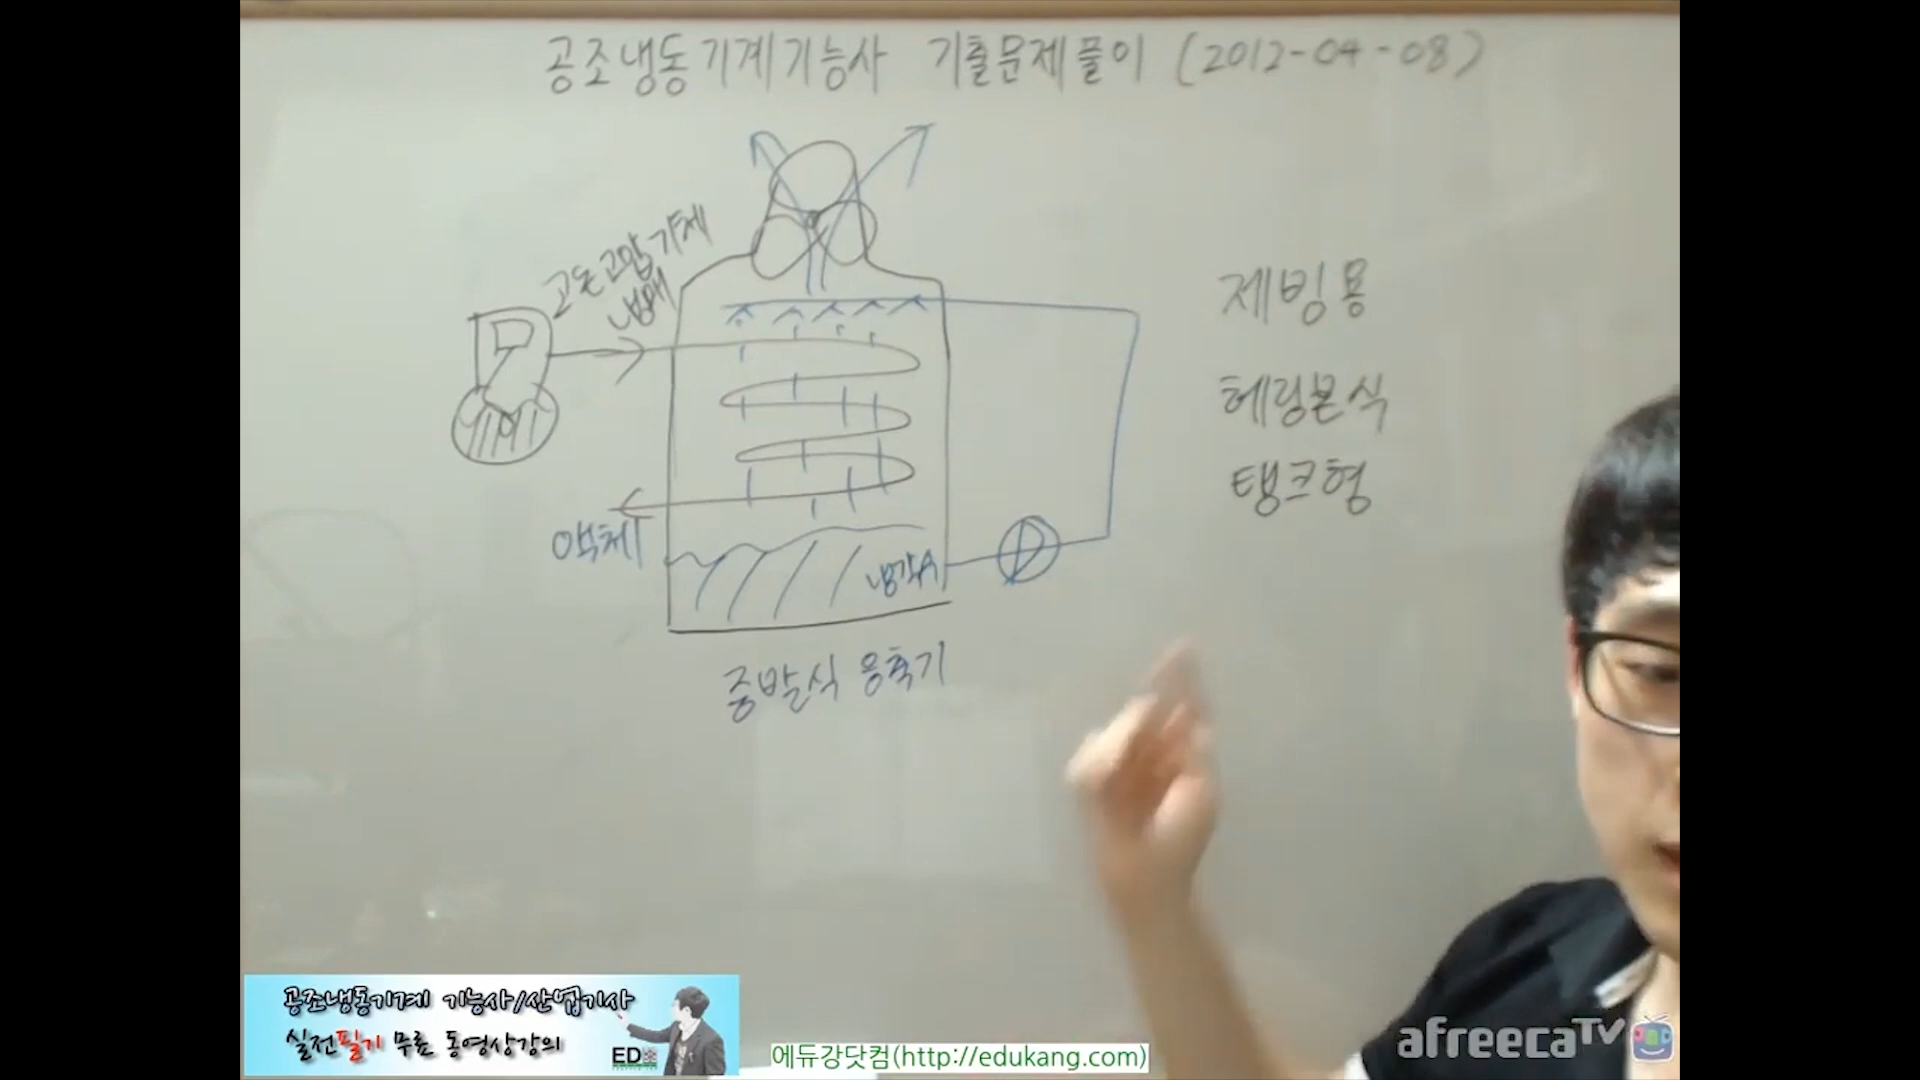 공조냉동기계기능사 기출문제풀이 (2012-04-08)
고온고압기체
냉매
제빙용
헤링본식
탱크형
액체
냉각수
증발식 응축기
공조냉동기계 기능사/산업기사
실전필기 무료 동영상강의
에듀강닷컴(http://edukang.com)
afreecaTV